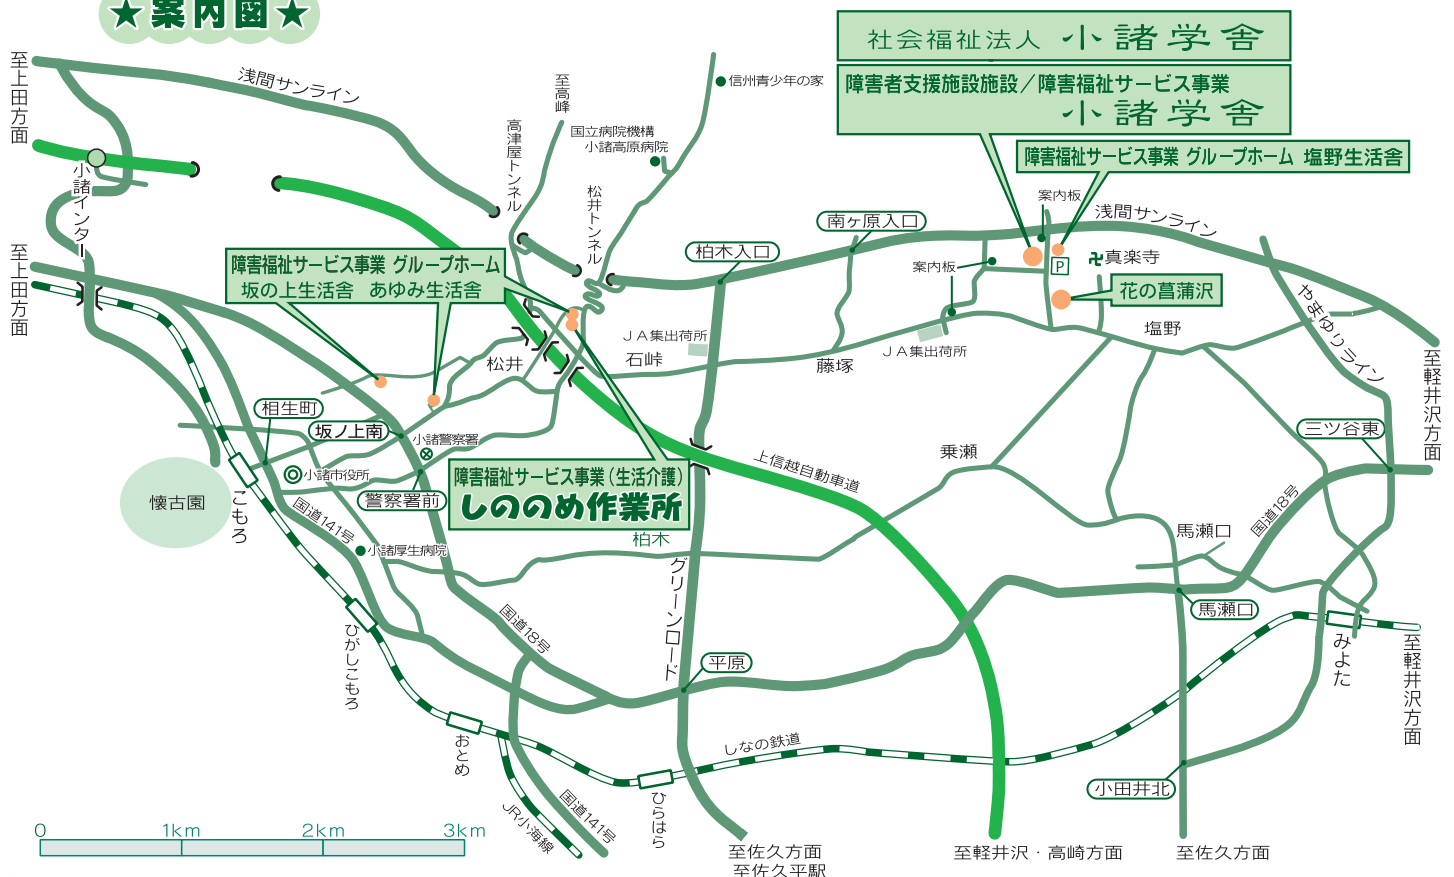 ★案内図★
社会福祉法人 小諸学舎
障害者支援施設施設／障害福祉サービス事業
小諸学舎
障害福祉サービス事業 グループホーム 塩野生活舎
至上田方面
浅間サンライン
至高峰
高津屋トンネル
信州青少年の家
国立病院機構
小諸高原病院
松井トンネル
小諸インター
案内板
浅間サンライン
南ヶ原入口
柏木入口
真楽寺
P
案内板
花の菖蒲沢
至上田方面
障害福祉サービス事業 グループホーム
坂の上生活舎 あゆみ生活舎
やまゆりライン
塩野
JA集出荷所
JA集出荷所
石峠
藤塚
松井
至軽井沢方面
相生町
坂ノ上南
小諸警察署
三ツ谷東
乗瀬
上信越自動車道
小諸市役所
障害福祉サービス事業（生活介護）
しののめ作業所
警察署前
懐古園
こもろ
国道141号
国道18号
柏木
馬瀬口
小諸厚生病院
グリーンロード
馬瀬口
国道18号
ひがしこもろ
みよた
至軽井沢方面
平原
おとめ
しなの鉄道
小田井北
ひらはら
国道141号
JR小海線
0 1km 2km 3km
至佐久方面
至佐久平駅
至軽井沢・高崎方面
至佐久方面